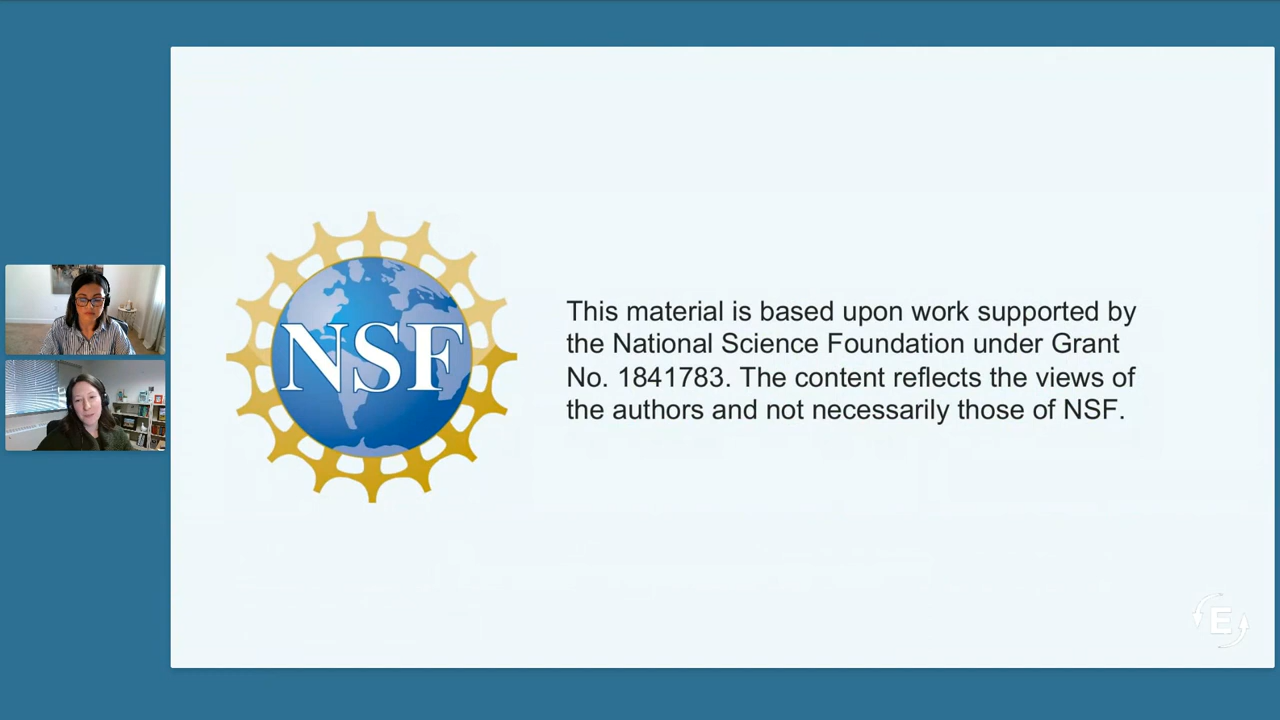 NSF
This material is based upon work supported by
the National Science Foundation under Grant
No. 1841783. The content reflects the views of
the authors and not necessarily those of NSF.
E